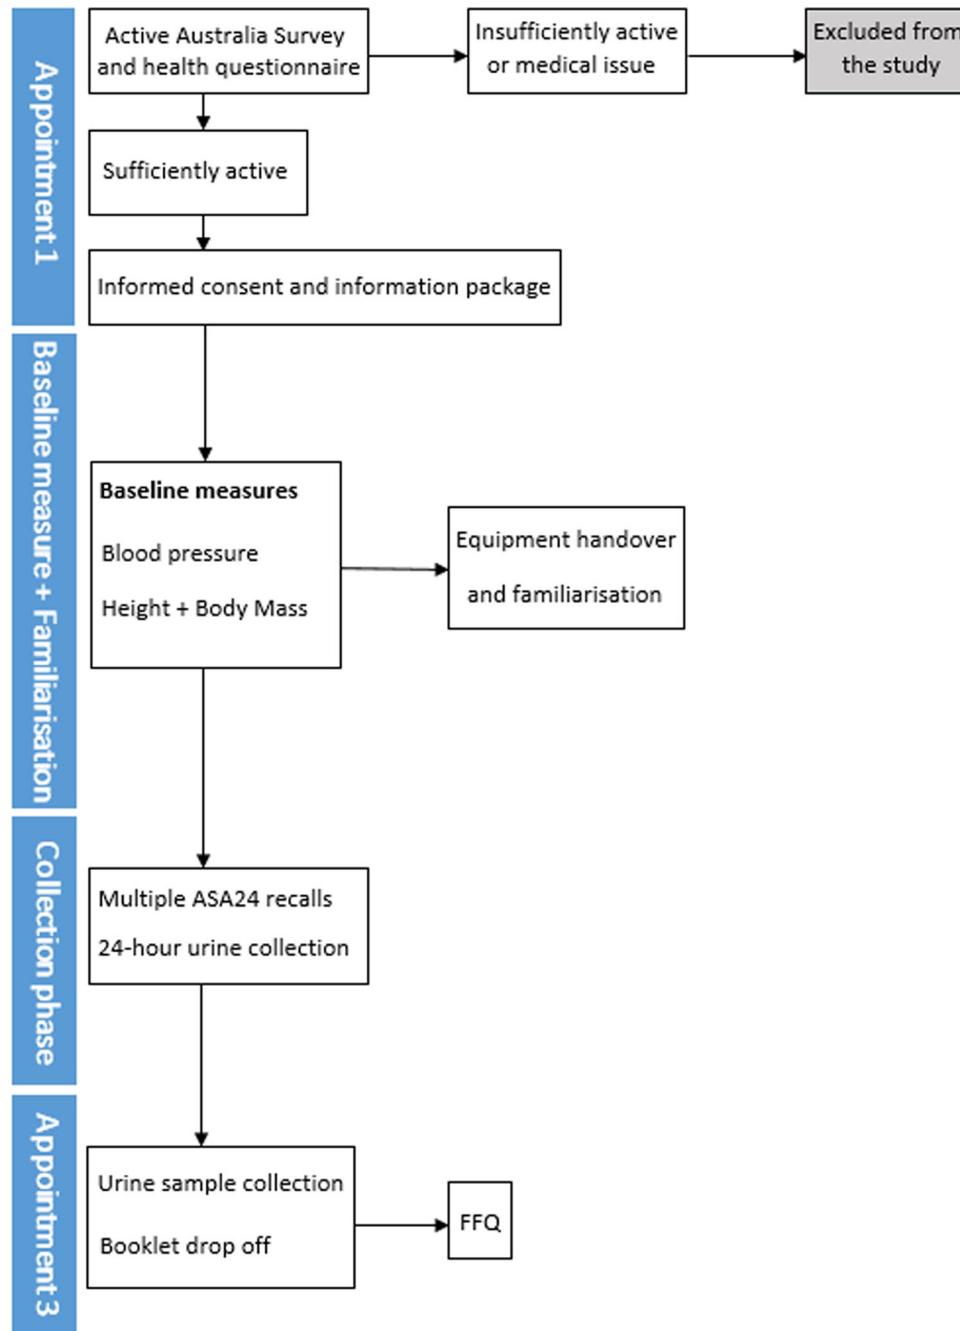 Appointment 1
Active Australia Survey
and health questionnaire
Insufficiently active
or medical issue
Excluded from
the study
Sufficiently active
Informed consent and information package
Baseline measure + Familiarisation
Baseline measures
Blood pressure
Height + Body Mass
Equipment handover
and familiarisation
Collection phase
Multiple ASA24 recalls
24-hour urine collection
Appointment 3
Urine sample collection
Booklet drop off
FFQ